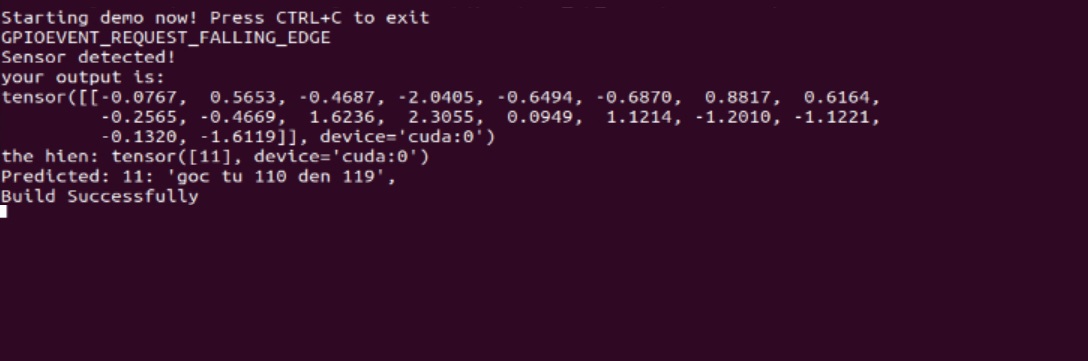 Starting demo now! Press CTRL+C to exit
GPIOEVENT_REQUEST_FALLING_EDGE
Sensor detected!
your output is:
tensor([[-0.0767,  0.5653, -0.4687, -2.0405, -0.6494, -0.6870,  0.8817,  0.6164,
         -0.2565, -0.4669,  1.6236,  2.3055,  0.0949,  1.1214, -1.2010, -1.1221,
         -0.1320, -1.6119]], device='cuda:0')
the hien: tensor([11], device='cuda:0')
Predicted: 11: 'goc tu 110 den 119',
Build Successfully